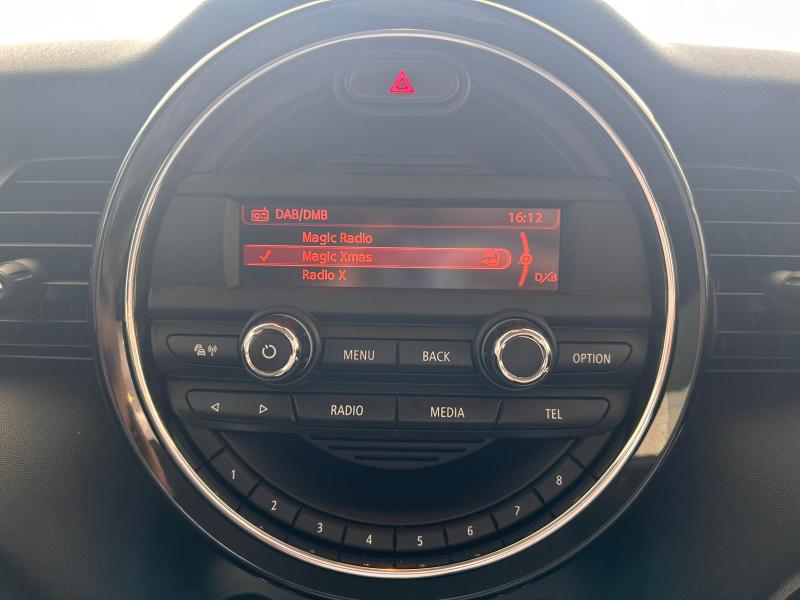 DAB/DMB 16:12
Magic Radio
Magic Xmas
Radio X
DAB
MENU BACK OPTION
RADIO MEDIA TEL
1 2 3 4 5 6 7 8